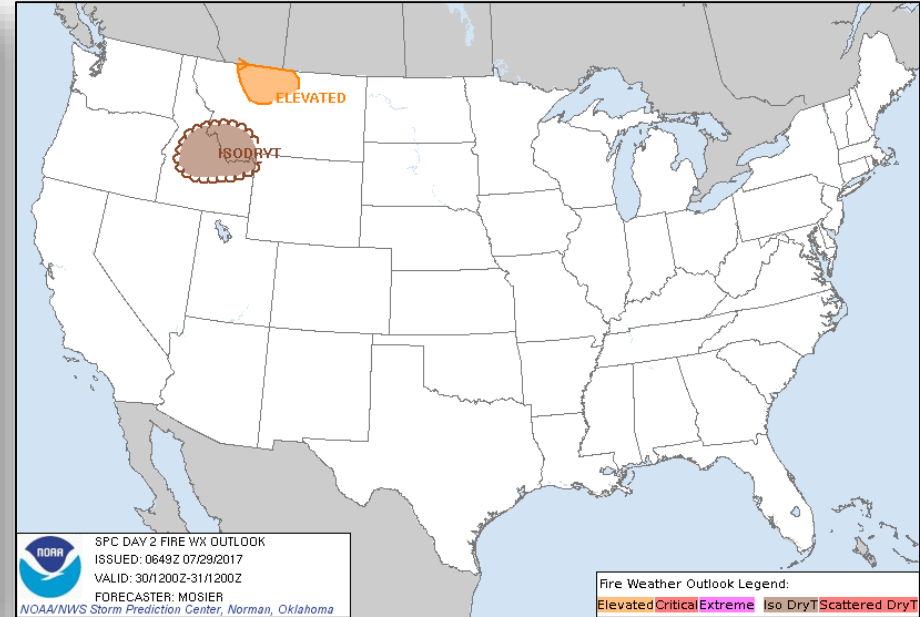 ELEVATED
ISODRYT
NOAA
SPC DAY 2 FIRE WX OUTLOOK
ISSUED: 0649Z 07/29/2017
VALID: 30/1200Z-31/1200Z
FORECASTER: MOSIER
NOAA/NWS Storm Prediction Center, Norman, Oklahoma
Fire Weather Outlook Legend:
Elevated Critical Extreme Iso DryT Scattered DryT